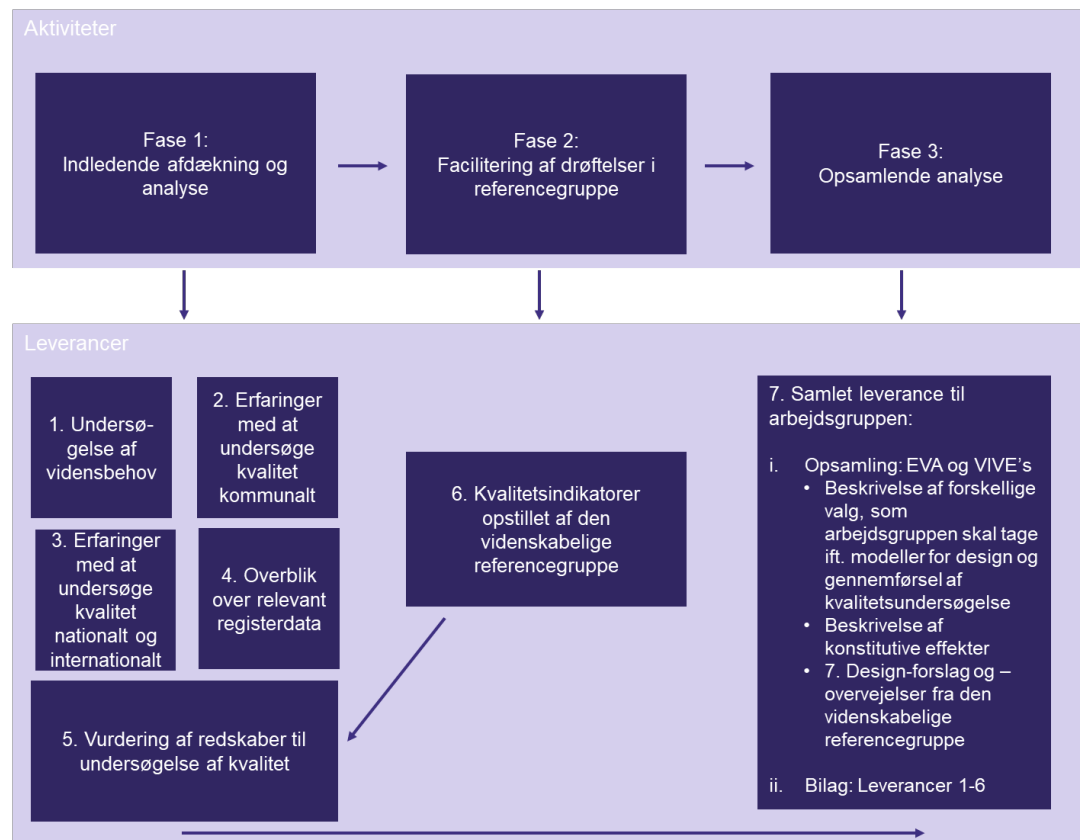 Aktiviteter
Fase 1:
Indledende afdækning og
analyse
Fase 2:
Facilitering af drøftelser i
referencegruppe
Fase 3:
Opsamlende analyse
Leverancer
1. Undersø-
gelse af
vidensbehov
2. Erfaringer
med at
undersøge
kvalitet
kommunalt
3. Erfaringer
med at
undersøge
kvalitet
nationalt og
internationalt
4. Overblik
over relevant
registerdata
5. Vurdering af redskaber til
undersøgelse af kvalitet
6. Kvalitetsindikatorer
opstillet af den
videnskabelige
referencegruppe
7. Samlet leverance til
arbejdsgruppen:
i. Opsamling: EVA og VIVE's
• Beskrivelse af forskellige
valg, som
arbejdsgruppen skal tage
ift. modeller for design og
gennemførsel af
kvalitetsundersøgelse
• Beskrivelse af
konstitutive effekter
• 7. Design-forslag og –
overvejelser fra den
videnskabelige
referencegruppe
ii. Bilag: Leverancer 1-6